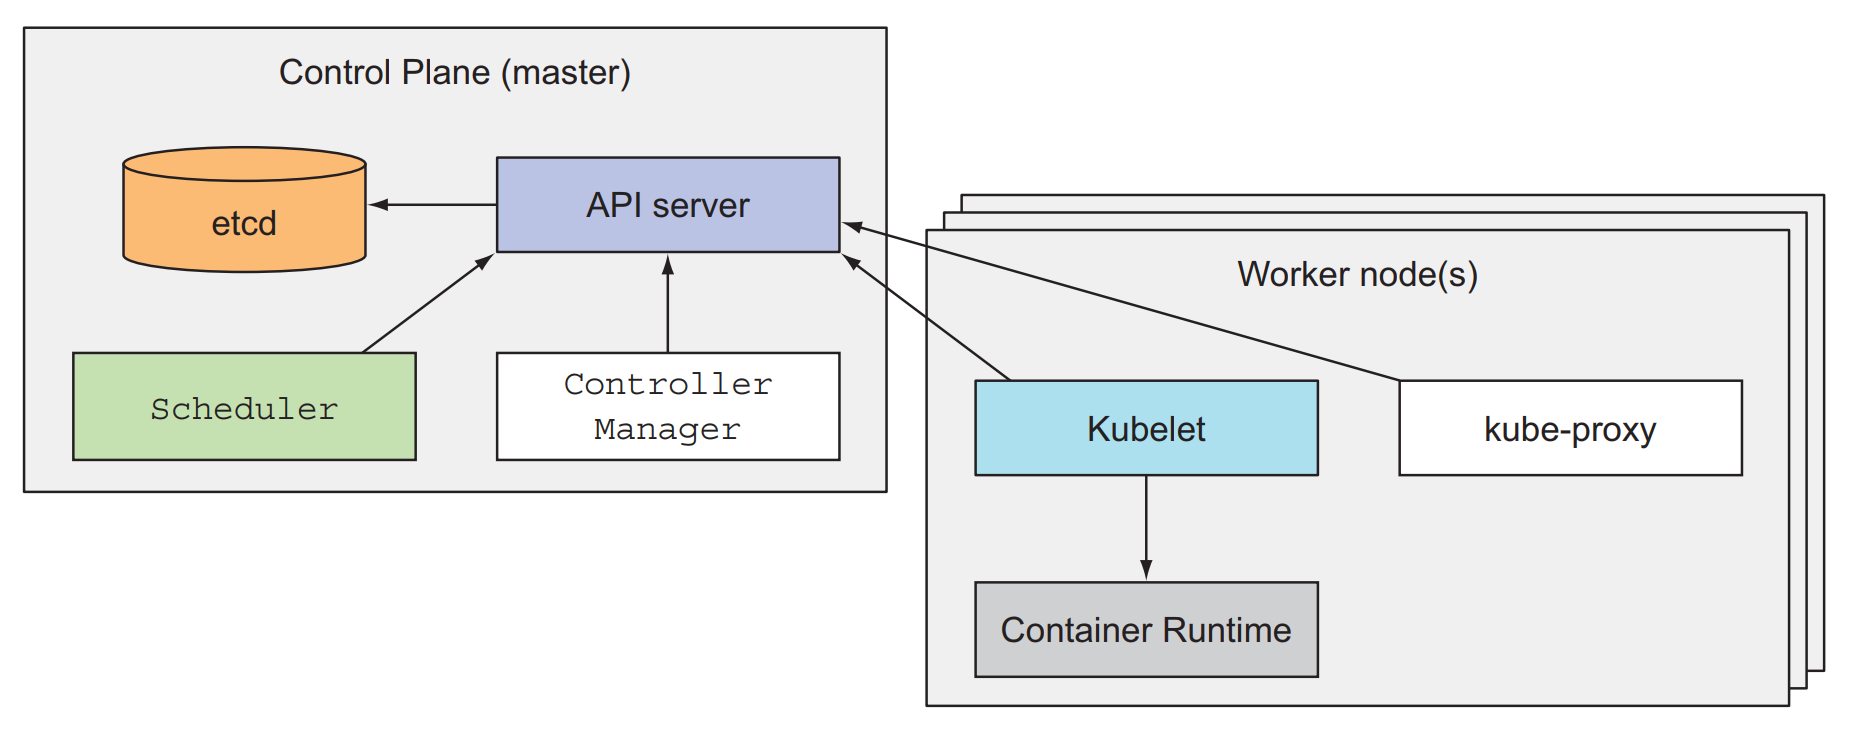 Control Plane (master)
etcd
API server
Scheduler
Controller
Manager
Worker node(s)
Kubelet
kube-proxy
Container Runtime